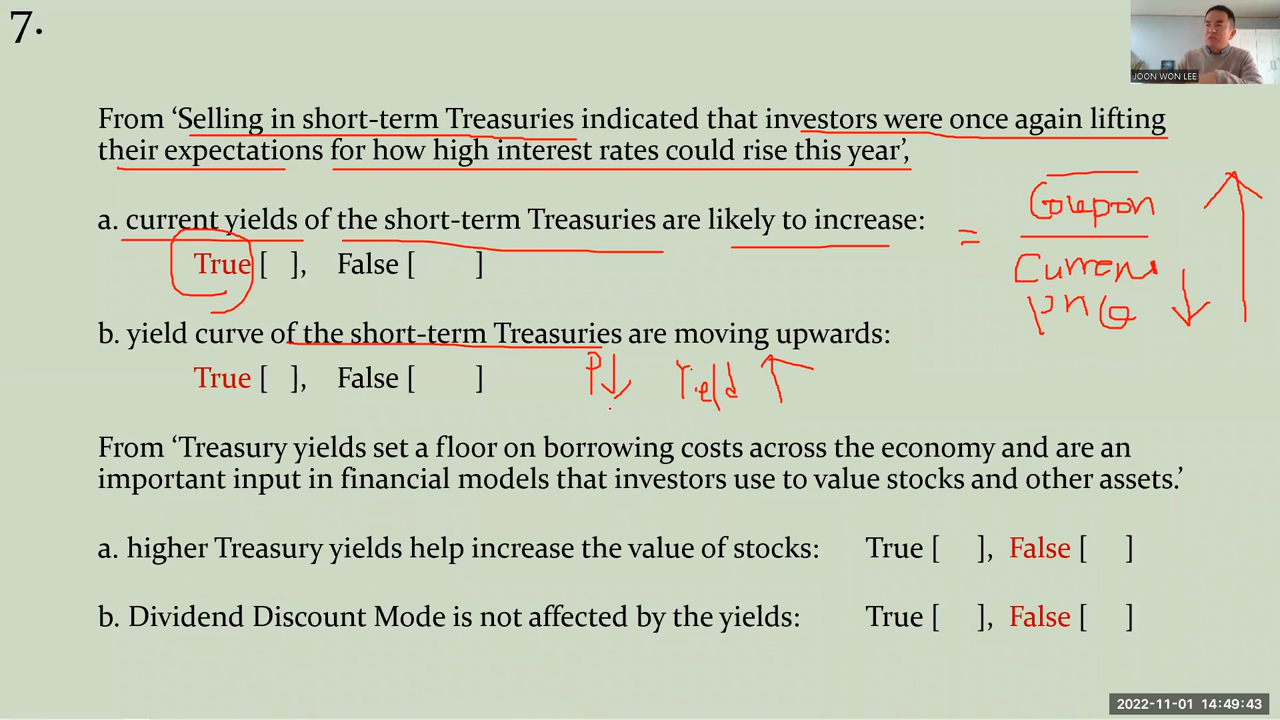 7.
JOON WON LEE
From ‘Selling in short-term Treasuries indicated that investors were once again lifting
their expectations for how high interest rates could rise this year’,
a. current yields of the short-term Treasuries are likely to increase:
= Coupon
Current
price
True [ ], False [ ]
b. yield curve of the short-term Treasuries are moving upwards:
True [ ], False [ ]
P↓ Yield ↑
From ‘Treasury yields set a floor on borrowing costs across the economy and are an
important input in financial models that investors use to value stocks and other assets.’
a. higher Treasury yields help increase the value of stocks: True [ ], False [ ]
b. Dividend Discount Mode is not affected by the yields: True [ ], False [ ]
2022-11-01 14:49:43